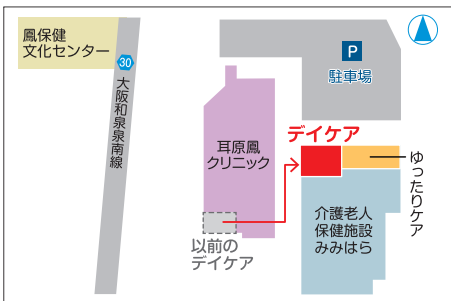 鳳保健
文化センター
30
大阪和泉泉南線
P
駐車場
デイケア
耳原鳳
クリニック
ゆったりケア
介護老人
保健施設
みみはら
以前の
デイケア